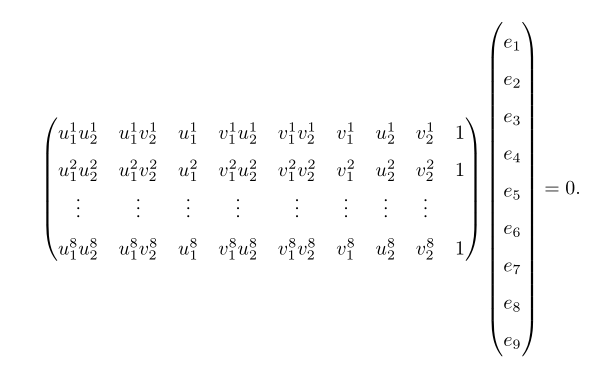 $$\begin{pmatrix} u_1^1u_2^1 & u_1^1v_2^1 & u_1^1 & v_1^1u_2^1 & v_1^1v_2^1 & v_1^1 & u_2^1 & v_2^1 & 1 \\ u_1^2u_2^2 & u_1^2v_2^2 & u_1^2 & v_1^2u_2^2 & v_1^2v_2^2 & v_1^2 & u_2^2 & v_2^2 & 1 \\ \vdots & \vdots & \vdots & \vdots & \vdots & \vdots & \vdots & \vdots & \\ u_1^8u_2^8 & u_1^8v_2^8 & u_1^8 & v_1^8u_2^8 & v_1^8v_2^8 & v_1^8 & u_2^8 & v_2^8 & 1 \end{pmatrix} \begin{pmatrix} e_1 \\ e_2 \\ e_3 \\ e_4 \\ e_5 \\ e_6 \\ e_7 \\ e_8 \\ e_9 \end{pmatrix} = 0.$$